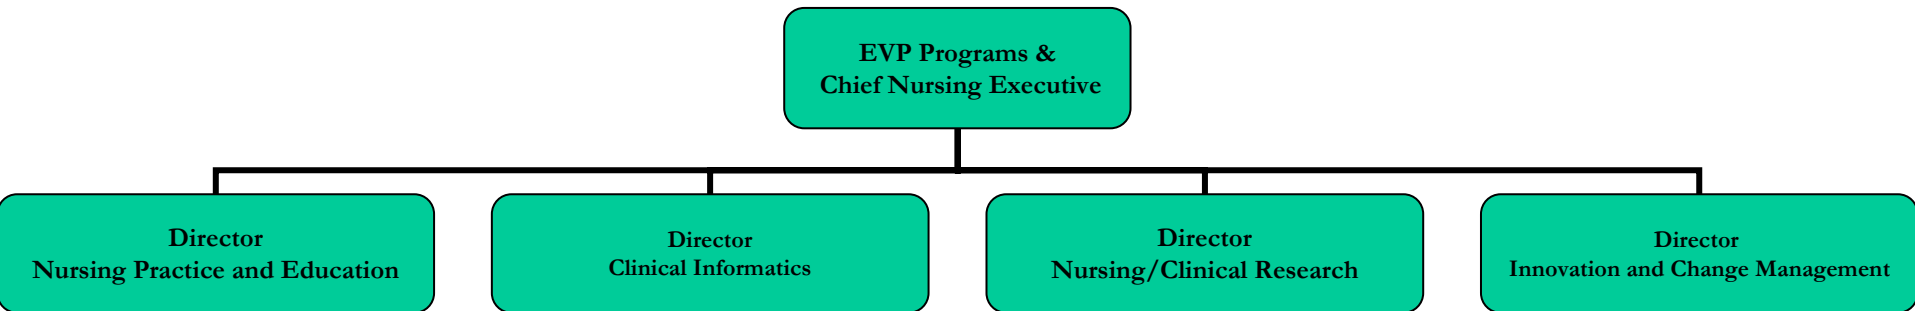 EVP Programs &
Chief Nursing Executive
Director
Nursing Practice and Education
Director
Clinical Informatics
Director
Nursing/Clinical Research
Director
Innovation and Change Management